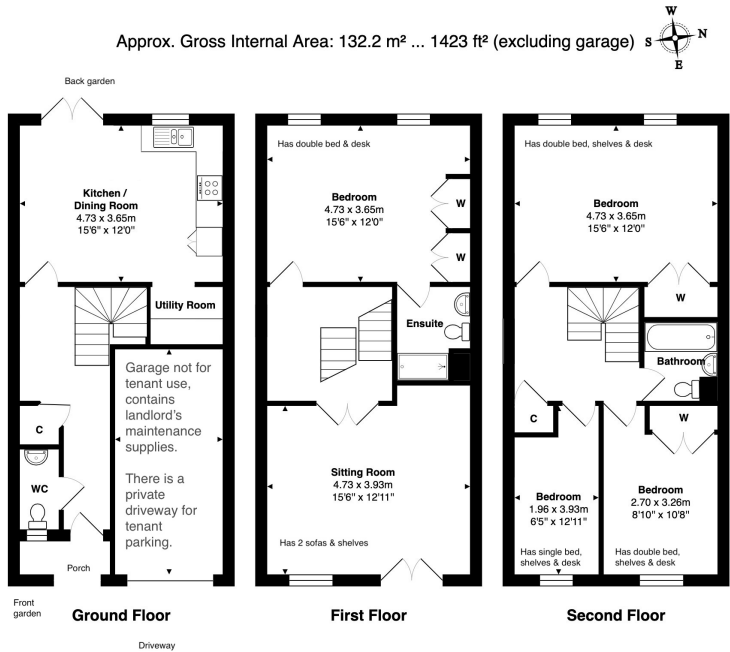 W
Approx. Gross Internal Area: 132.2 m² ... 1423 ft² (excluding garage)
S
N
E
Back garden
Kitchen /
Dining Room
4.73 x 3.65m
15'6" x 12'0"
Utility Room
Garage not for
tenant use,
contains
landlord's
maintenance
supplies.
There is a
private
driveway for
tenant
parking.
C
WC
Porch
Front
garden
Ground Floor
Driveway
Has double bed & desk
Bedroom
4.73 x 3.65m
15'6" x 12'0"
W
W
Ensuite
Sitting Room
4.73 x 3.93m
15'6" x 12'11"
Has 2 sofas & shelves
First Floor
Has double bed, shelves & desk
Bedroom
4.73 x 3.65m
15'6" x 12'0"
W
Bathroom
C
W
Bedroom
1.96 x 3.93m
6'5" x 12'11"
Has single bed,
shelves & desk
Bedroom
2.70 x 3.26m
8'10" x 10'8"
Has double bed,
shelves & desk
Second Floor